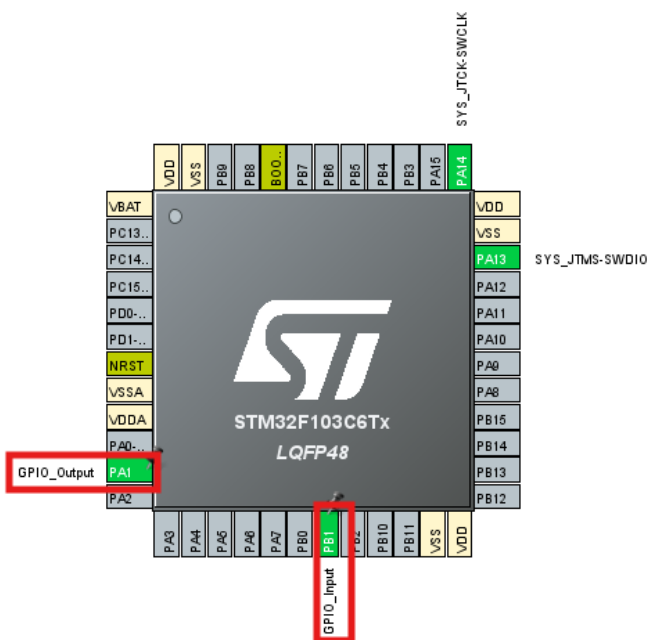 SYS_JTCK-SWCLK
VDD
VSS
PB9
PB8
BOO..
PB7
PB6
PB5
PB4
PB3
PA15
PA14
VBAT
PC13..
PC14..
PC15..
PD0-..
PD1-..
NRST
VSSA
VDDA
PA0-..
GPIO_Output PA1
PA2
VDD
VSS
PA13 SYS_JTMS-SWDIO
PA12
PA11
PA10
PA9
PA8
PB15
PB14
PB13
PB12
ST
STM32F103C6Tx
LQFP48
PA3
PA4
PA5
PA6
PA7
PB0
PB1
PB2
PB10
PB11
VSS
VDD
GPIO_Input